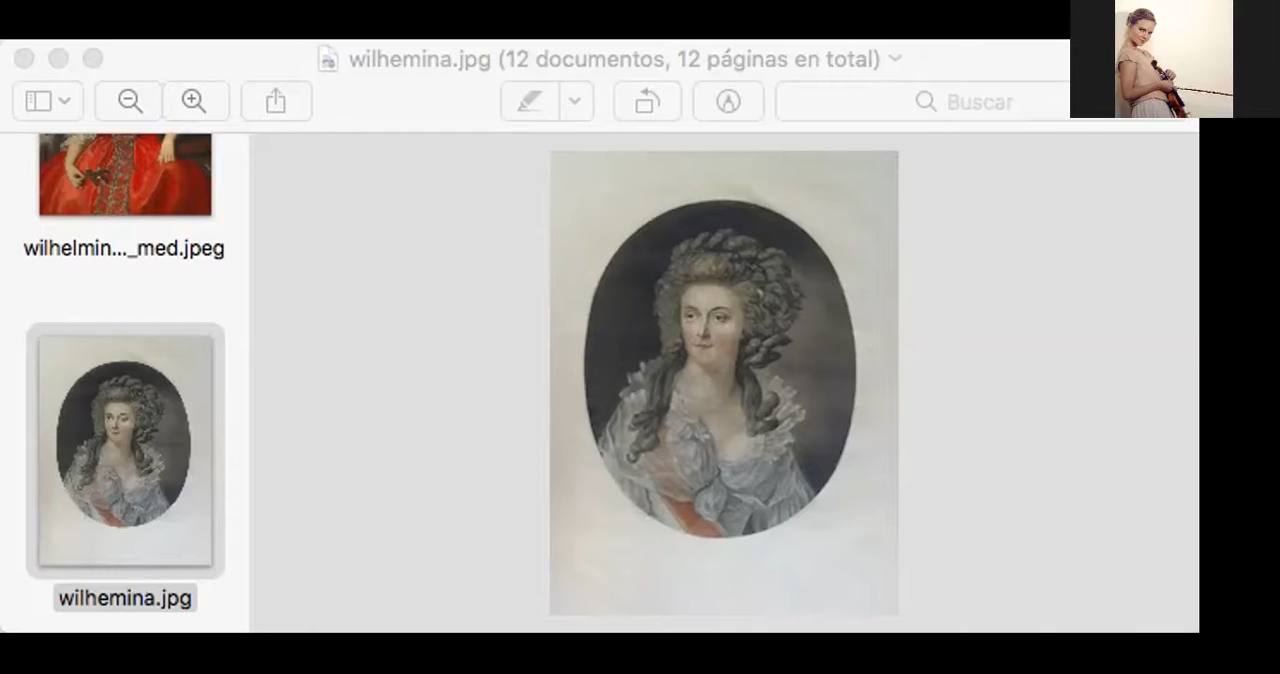 wilhemina.jpg (12 documentos, 12 páginas en total)
Buscar
wilhelmin..._med.jpeg
wilhemina.jpg